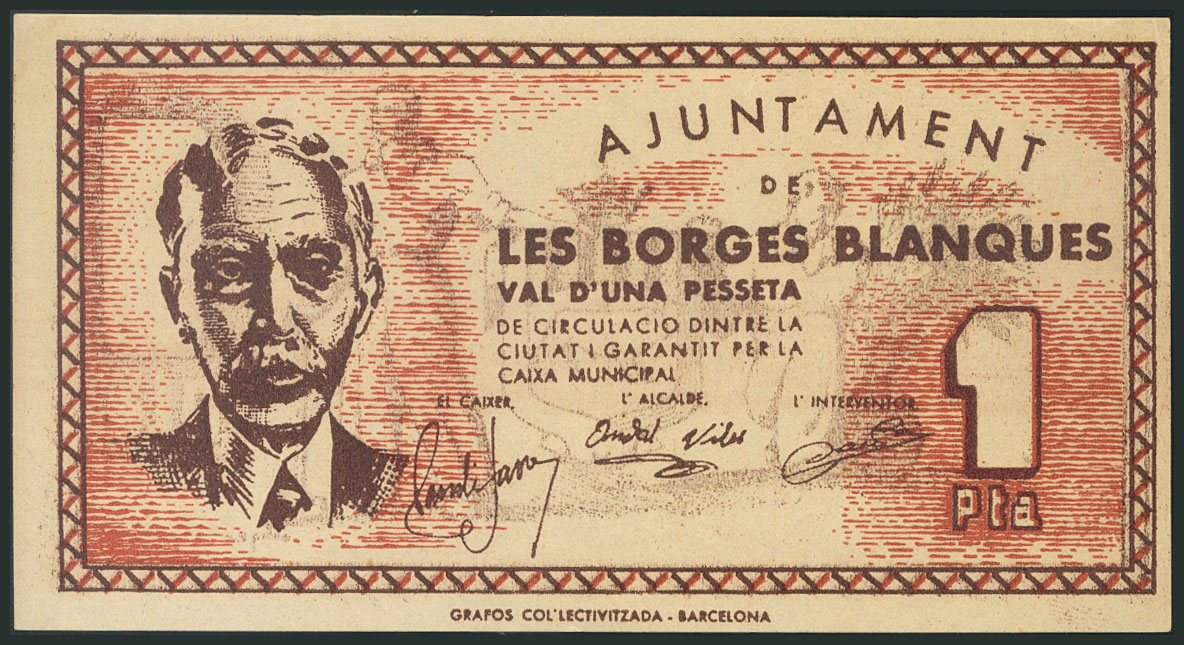 AJUNTAMENT
DE
LES BORGES BLANQUES
VAL D'UNA PESSETA
DE CIRCULACIO DINTRE LA
CIUTAT I GARANTIT PER LA
CAIXA MUNICIPAL
EL CAIXER, L' ALCALDE, L' INTERVENTOR
1
Pta
GRAFOS COL'LECTIVITZADA - BARCELONA